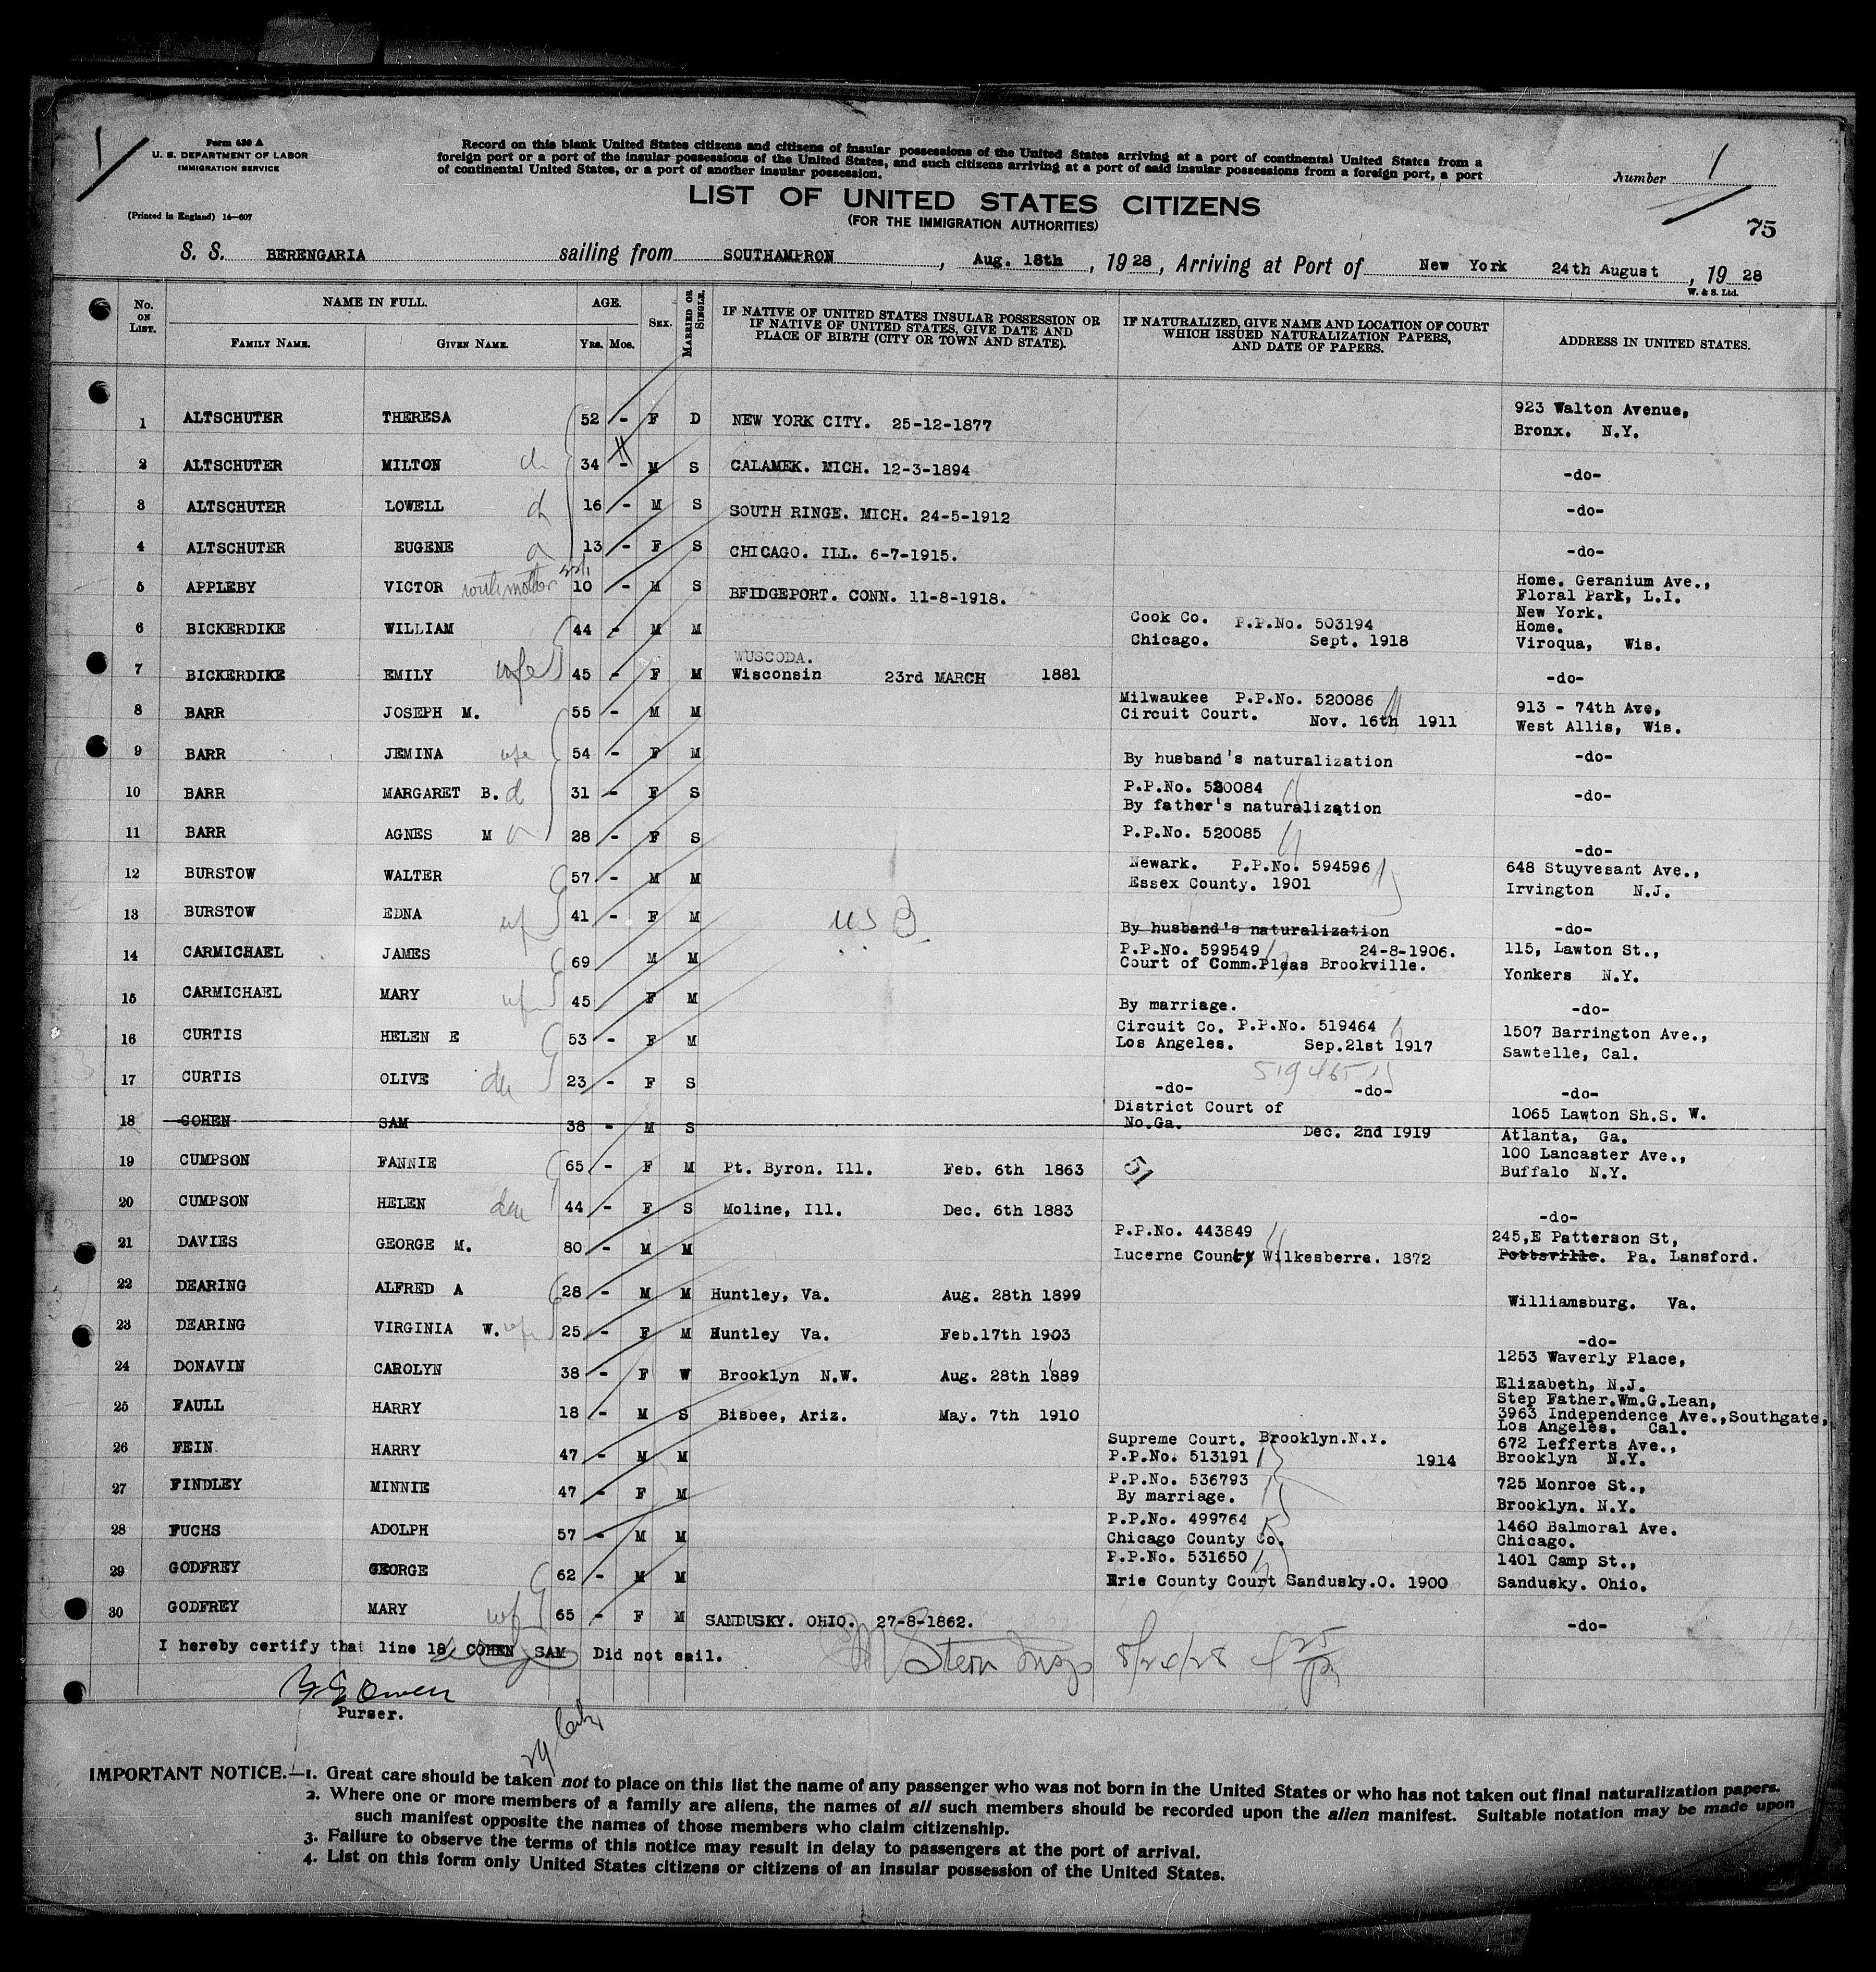 1
Form 630 A
U. S. DEPARTMENT OF LABOR
IMMIGRATION SERVICE
(Printed in England) 14—607
Record on this blank United States citizens and citizens of insular possessions of the United States arriving at a port of continental United States from a
foreign port or a port of the insular possessions of the United States, and such citizens arriving at a port of said insular possessions from a foreign port, a port
of continental United States, or a port of another insular possession.
Number 1
LIST OF UNITED STATES CITIZENS
(FOR THE IMMIGRATION AUTHORITIES)
75
S. S. BERENGARIA sailing from SOUTHAMPRON, Aug. 18th, 19 28, Arriving at Port of New York 24th August, 19 28
W. & S. Ltd.
No. ON LIST. NAME IN FULL. FAMILY NAME. GIVEN NAME. AGE. Yrs. Mos. SEX. MARRIED OR SINGLE. IF NATIVE OF UNITED STATES INSULAR POSSESSION OR IF NATIVE OF UNITED STATES, GIVE DATE AND PLACE OF BIRTH (CITY OR TOWN AND STATE). IF NATURALIZED, GIVE NAME AND LOCATION OF COURT WHICH ISSUED NATURALIZATION PAPERS, AND DATE OF PAPERS. ADDRESS IN UNITED STATES.
1 ALTSCHUTER THERESA 52 - F D NEW YORK CITY. 25-12-1877 923 Walton Avenue, Bronx. N.Y.
2 ALTSCHUTER MILTON 34 - M S CALAMEK. MICH. 12-3-1894 -do-
3 ALTSCHUTER LOWELL 16 - M S SOUTH RINGE. MICH. 24-5-1912 -do-
4 ALTSCHUTER EUGENE 13 - F S CHICAGO. ILL. 6-7-1915. -do-
5 APPLEBY VICTOR with mother 10 - M S BFIDGEPORT. CONN. 11-8-1918. Home. Geranium Ave., Floral Park, L.I. New York.
6 BICKERDIKE WILLIAM 44 - M M Cook Co. P.P.No. 503194 Chicago. Sept. 1918 Home. Viroqua, Wis.
7 BICKERDIKE EMILY wfe 45 - F M WUSCODA. Wisconsin 23rd MARCH 1881 -do-
8 BARR JOSEPH M. 55 - M M Milwaukee P.P.No. 520086 Circuit Court. Nov. 16th 1911 913 - 74th Ave, West Allis, Wis.
9 BARR JEMINA wfe 54 - F M By husband's naturalization -do-
10 BARR MARGARET B. d 31 - F S P.P.No. 520084 By father's naturalization -do-
11 BARR AGNES M 28 - F S P.P.No. 520085 -do-
12 BURSTOW WALTER 57 - M M Newark. P.P.No. 594596 Essex County. 1901 648 Stuyvesant Ave., Irvington N.J.
13 BURSTOW EDNA wf 41 - F M U S B. By husband's naturalization -do-
14 CARMICHAEL JAMES 69 M M P.P.No. 599549 24-8-1906. Court of Comm.Pleas Brookville. 115, Lawton St., Yonkers N.Y.
15 CARMICHAEL MARY wf 45 F M By marriage. -do-
16 CURTIS HELEN E 53 - F M Circuit Co. P.P.No. 519464 Los Angeles. Sep.21st 1917 1507 Barrington Ave., Sawtelle, Cal.
17 CURTIS OLIVE dau 23 - F S -do- 519465 -do- -do-
18 COHEN SAM 38 - M S District Court of No.Ga. Dec. 2nd 1919 1065 Lawton Sh.S. W. Atlanta, Ga.
19 CUMPSON FANNIE 65 - F M Pt. Byron. Ill. Feb. 6th 1863 51 100 Lancaster Ave., Buffalo N.Y.
20 CUMPSON HELEN dau 44 - F S Moline, Ill. Dec. 6th 1883 -do-
21 DAVIES GEORGE M. 80 - M M P.P.No. 443849 Lucerne County Wilkesberre. 1872 245,E Patterson St, Pottsville. Pa. Lansford.
22 DEARING ALFRED A 28 - M M Huntley, Va. Aug. 28th 1899 Williamsburg. Va.
23 DEARING VIRGINIA W. wfe 25 - F M Huntley Va. Feb.17th 1903 -do-
24 DONAVIN CAROLYN 38 - F W Brooklyn N.W. Aug. 28th 1889 1253 Waverly Place, Elizabeth, N.J.
25 FAULL HARRY 18 - M S Bisbee, Ariz. May. 7th 1910 Step Father.Wm.G.Lean, 3963 Independence Ave.,Southgate, Los Angeles. Cal.
26 FEIN HARRY 47 - M M Supreme Court. Brooklyn.N.Y. P.P.No. 513191 1914 672 Lefferts Ave., Brooklyn N.Y.
27 FINDLEY MINNIE 47 - F M P.P.No. 536793 By marriage. 725 Monroe St., Brooklyn. N.Y.
28 FUCHS ADOLPH 57 - M M P.P.No. 499764 Chicago County Co. 1460 Balmoral Ave. Chicago.
29 GODFREY GEORGE 62 - M M P.P.No. 531650 Erie County Court Sandusky.O. 1900 1401 Camp St., Sandusky. Ohio.
30 GODFREY MARY wf 65 - F M SANDUSKY. OHIO. 27-8-1862. -do-
I hereby certify that line 18 COHEN SAM Did not sail.
Stern Insp 8/24/28
Owen
Purser.
IMPORTANT NOTICE.—1. Great care should be taken not to place on this list the name of any passenger who was not born in the United States or who has not taken out final naturalization papers.
2. Where one or more members of a family are aliens, the names of all such members should be recorded upon the alien manifest. Suitable notation may be made upon
such manifest opposite the names of those members who claim citizenship.
3. Failure to observe the terms of this notice may result in delay to passengers at the port of arrival.
4. List on this form only United States citizens or citizens of an insular possession of the United States.